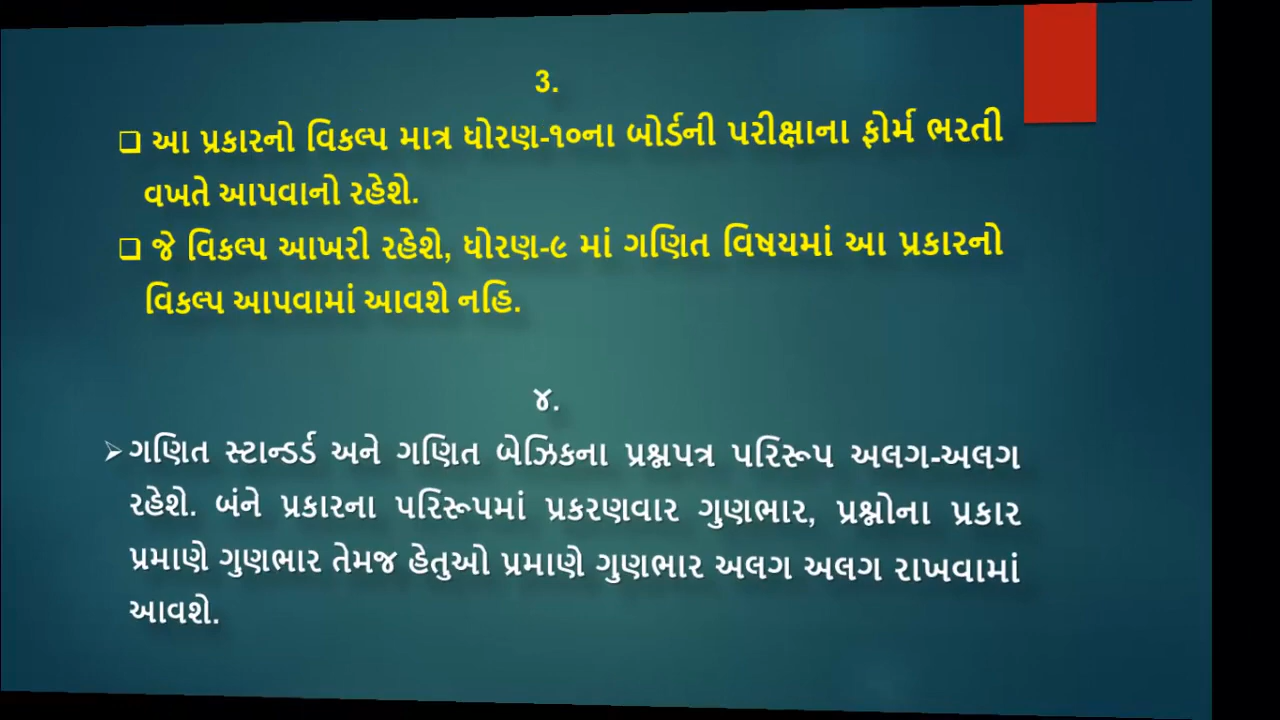 3.
❑ આ પ્રકારનો વિકલ્પ માત્ર ધોરણ-૧૦ના બોર્ડની પરીક્ષાના ફોર્મ ભરતી
વખતે આપવાનો રહેશે.
❑ જે વિકલ્પ આખરી રહેશે, ધોરણ-૯ માં ગણિત વિષયમાં આ પ્રકારનો
વિકલ્પ આપવામાં આવશે નહિ.
૪.
➢ ગણિત સ્ટાન્ડર્ડ અને ગણિત બેઝિકના પ્રશ્નપત્ર પરિરૂપ અલગ-અલગ
રહેશે. બંને પ્રકારના પરિરૂપમાં પ્રકરણવાર ગુણભાર, પ્રશ્નોના પ્રકાર
પ્રમાણે ગુણભાર તેમજ હેતુઓ પ્રમાણે ગુણભાર અલગ અલગ રાખવામાં
આવશે.